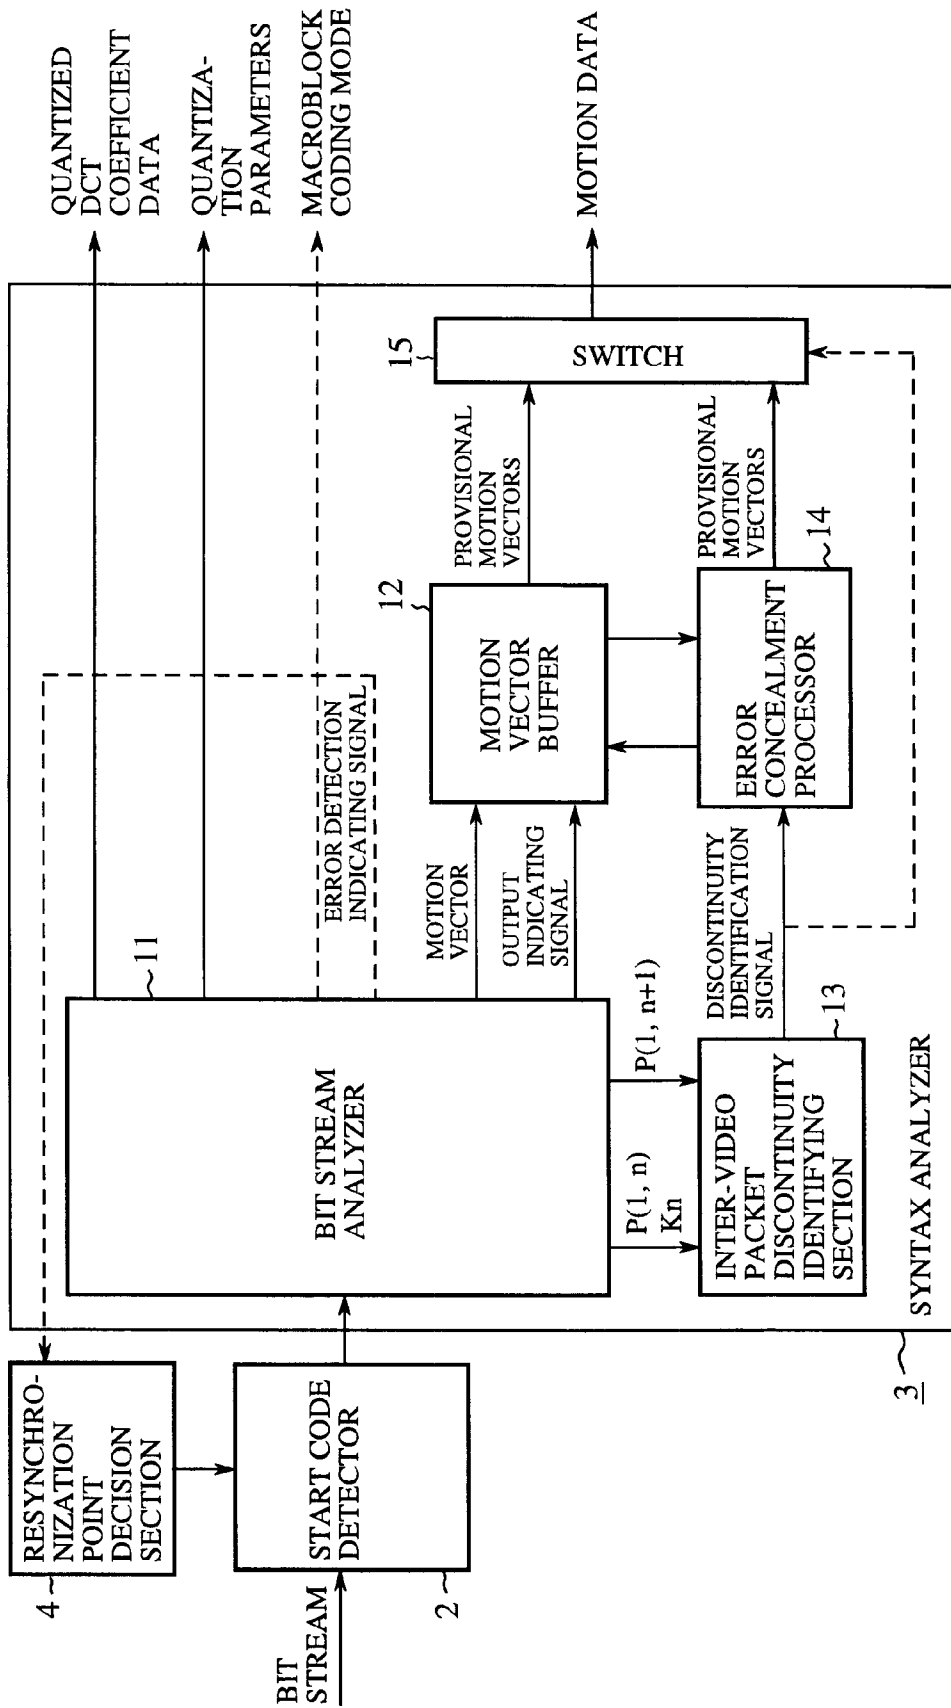 QUANTIZED
DCT
COEFFICIENT
DATA
QUANTIZA-
TION
PARAMETERS
MACROBLOCK
CODING MODE
MOTION DATA
RESYNCHRO-
NIZATION
POINT
DECISION
SECTION
4
BIT
STREAM
START CODE
DETECTOR
2
BIT STREAM
ANALYZER
11
ERROR DETECTION
INDICATING SIGNAL
MOTION
VECTOR
OUTPUT
INDICATING
SIGNAL
MOTION
VECTOR
BUFFER
12
PROVISIONAL
MOTION
VECTORS
SWITCH
15
P(1, n)
Kn
P(1, n+1)
INTER-VIDEO
PACKET
DISCONTINUITY
IDENTIFYING
SECTION
13
DISCONTINUITY
IDENTIFICATION
SIGNAL
ERROR
CONCEALMENT
PROCESSOR
14
PROVISIONAL
MOTION
VECTORS
3
SYNTAX ANALYZER